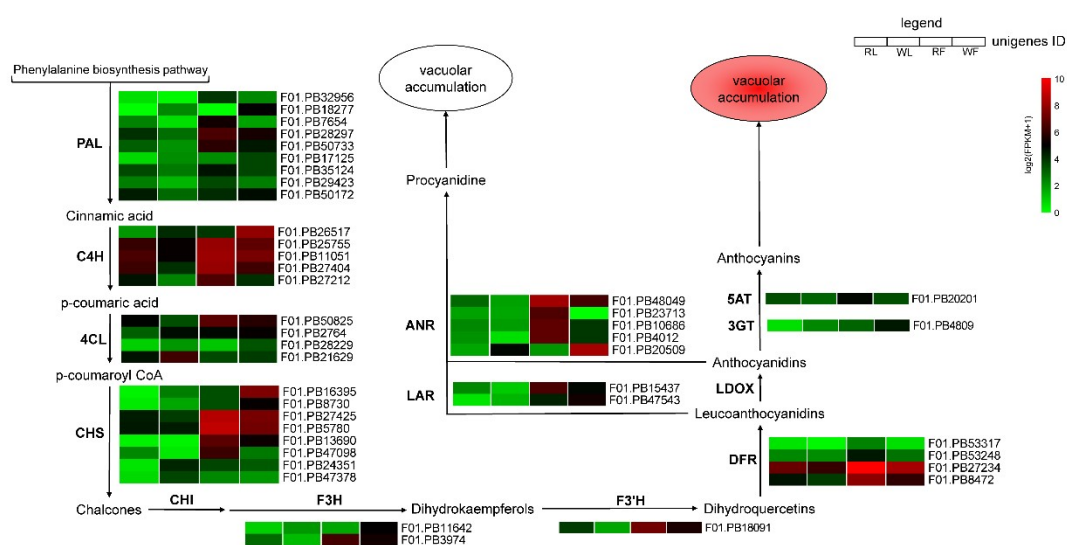 legend
RL WL RF WF
unigenes ID
10
8
6
4
2
0
log2(FPKM+1)
vacuolar
accumulation
vacuolar
accumulation
Phenylalanine biosynthesis pathway
PAL
F01.PB32956
F01.PB18277
F01.PB7654
F01.PB28297
F01.PB50733
F01.PB17125
F01.PB35124
F01.PB29423
F01.PB50172
Cinnamic acid
C4H
F01.PB26517
F01.PB25755
F01.PB11051
F01.PB27404
F01.PB27212
p-coumaric acid
4CL
F01.PB50825
F01.PB2764
F01.PB28229
F01.PB21629
p-coumaroyl CoA
CHS
F01.PB16395
F01.PB8730
F01.PB27425
F01.PB5780
F01.PB13690
F01.PB47098
F01.PB24351
F01.PB47378
Chalcones
CHI
F3H
F01.PB11642
F01.PB3974
Dihydrokaempferols
F3'H
F01.PB18091
Dihydroquercetins
DFR
F01.PB53317
F01.PB53248
F01.PB27234
F01.PB8472
Leucoanthocyanidins
LAR
F01.PB15437
F01.PB47543
LDOX
Anthocyanidins
ANR
F01.PB48049
F01.PB23713
F01.PB10686
F01.PB4012
F01.PB20509
Procyanidine
3GT
F01.PB4809
5AT
F01.PB20201
Anthocyanins